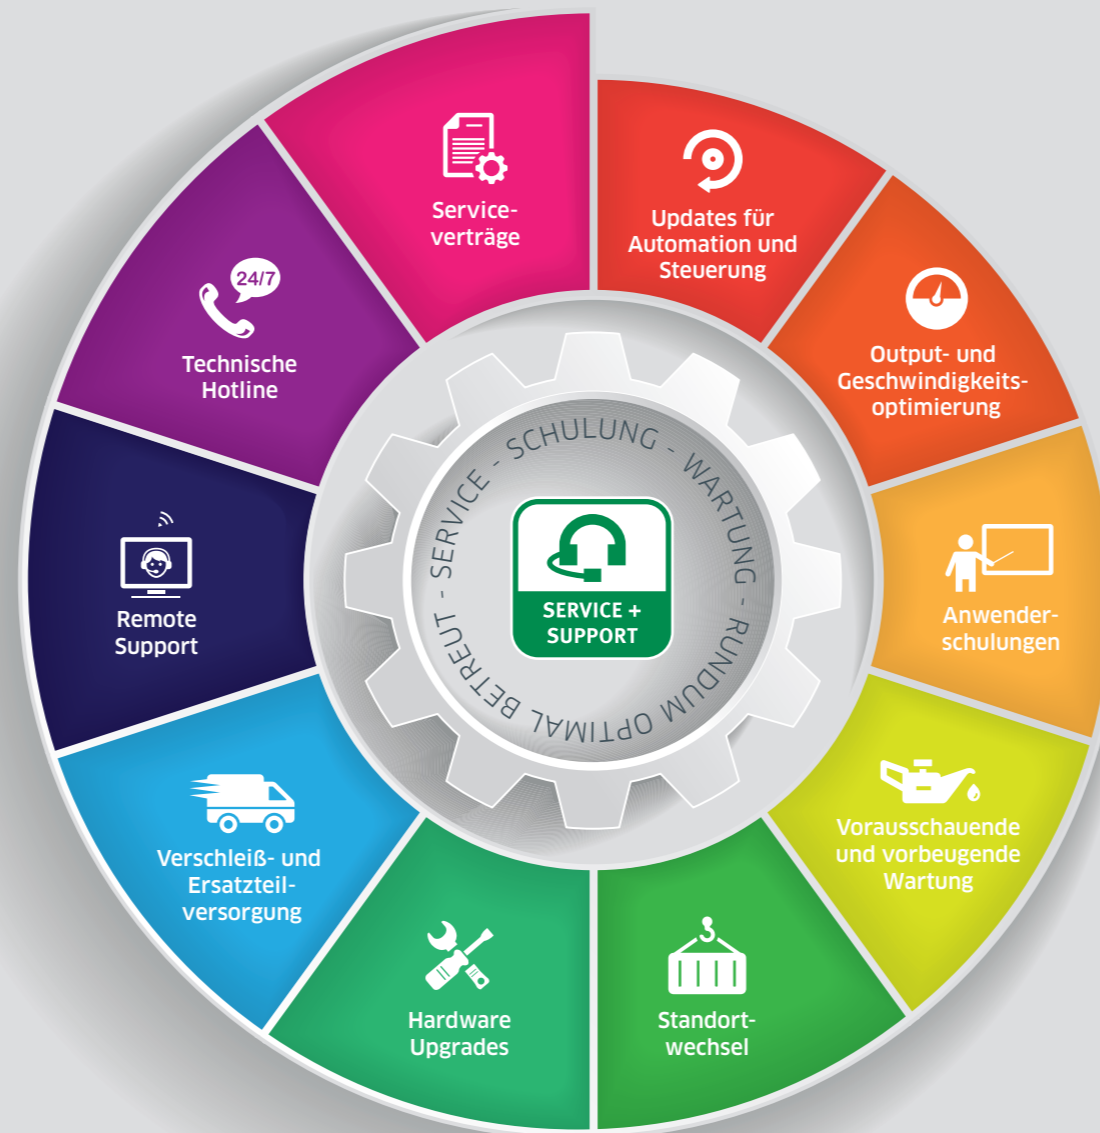 Service-
verträge
Updates für
Automation und
Steuerung
Output- und
Geschwindigkeits-
optimierung
Anwender-
schulungen
Vorausschauende
und vorbeugende
Wartung
Standort-
wechsel
Hardware
Upgrades
Verschleiß- und
Ersatzteil-
versorgung
Remote
Support
24/7
Technische
Hotline
- SERVICE - SCHULUNG - WARTUNG - RUNDUM OPTIMAL BETREUT
SERVICE +
SUPPORT